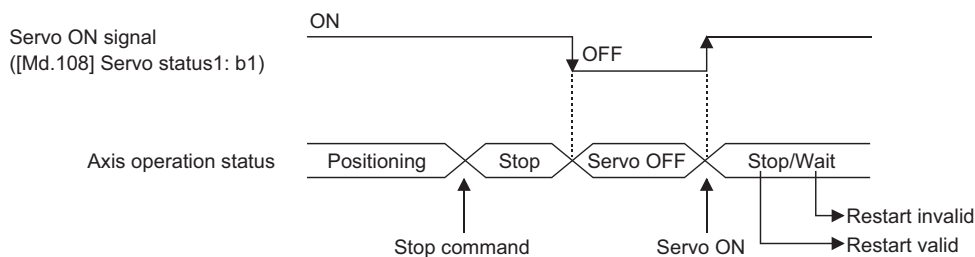 ON
Servo ON signal
([Md.108] Servo status1: b1)
OFF
Axis operation status
Positioning
Stop
Servo OFF
Stop/Wait
Restart invalid
Stop command
Servo ON
Restart valid